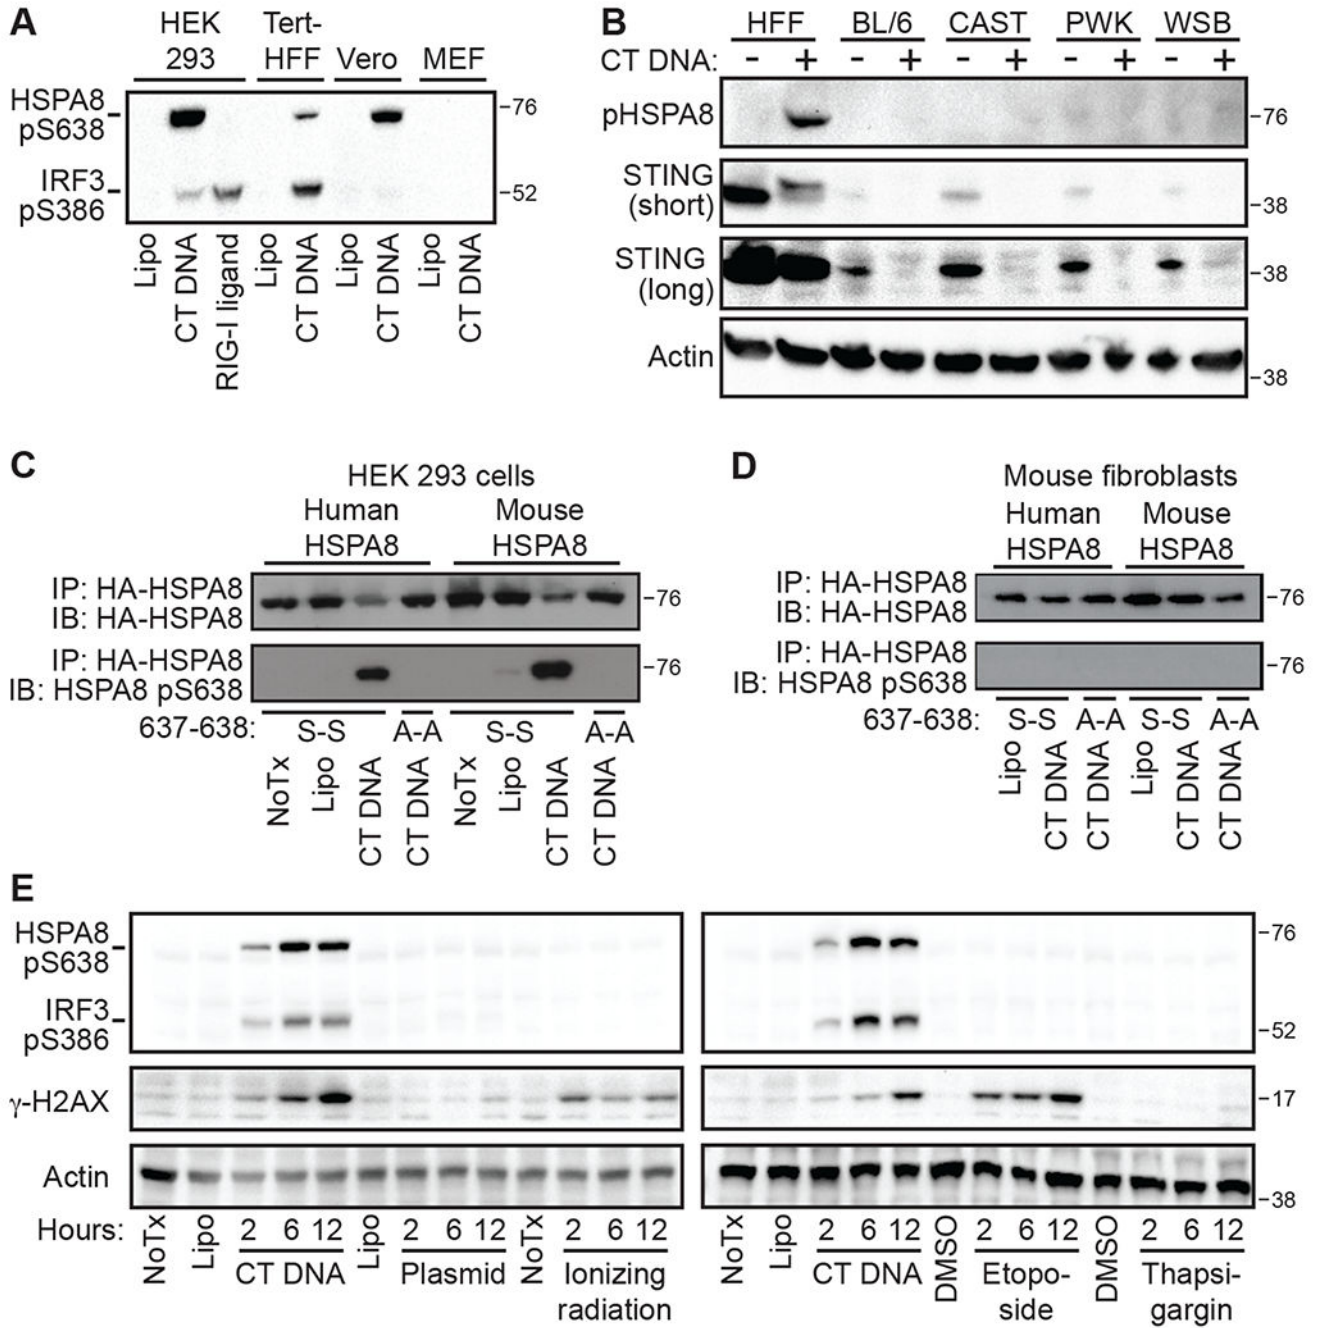 A
HEK 293
Tert-HFF
Vero
MEF
HSPA8 pS638
IRF3 pS386
76
52
Lipo
CT DNA
RIG-I ligand
Lipo
CT DNA
Lipo
CT DNA
Lipo
CT DNA
B
HFF BL/6 CAST PWK WSB
CT DNA: - + - + - + - + - +
pHSPA8
76
STING (short)
38
STING (long)
38
Actin
38
C
HEK 293 cells
Human HSPA8
Mouse HSPA8
IP: HA-HSPA8
IB: HA-HSPA8
76
IP: HA-HSPA8
IB: HSPA8 pS638
76
637-638: S-S A-A S-S A-A
NoTx
Lipo
CT DNA
CT DNA
NoTx
Lipo
CT DNA
CT DNA
D
Mouse fibroblasts
Human HSPA8
Mouse HSPA8
IP: HA-HSPA8
IB: HA-HSPA8
76
IP: HA-HSPA8
IB: HSPA8 pS638
76
637-638: S-S A-A S-S A-A
Lipo
CT DNA
CT DNA
Lipo
CT DNA
CT DNA
E
HSPA8 pS638
IRF3 pS386
76
52
γ-H2AX
17
Actin
38
Hours: 2 6 12 2 6 12 2 6 12 2 6 12 2 6 12 2 6 12
NoTx
Lipo
CT DNA
Lipo
Plasmid
NoTx
Ionizing radiation
NoTx
Lipo
CT DNA
DMSO
Etopo-side
DMSO
Thapsi-gargin